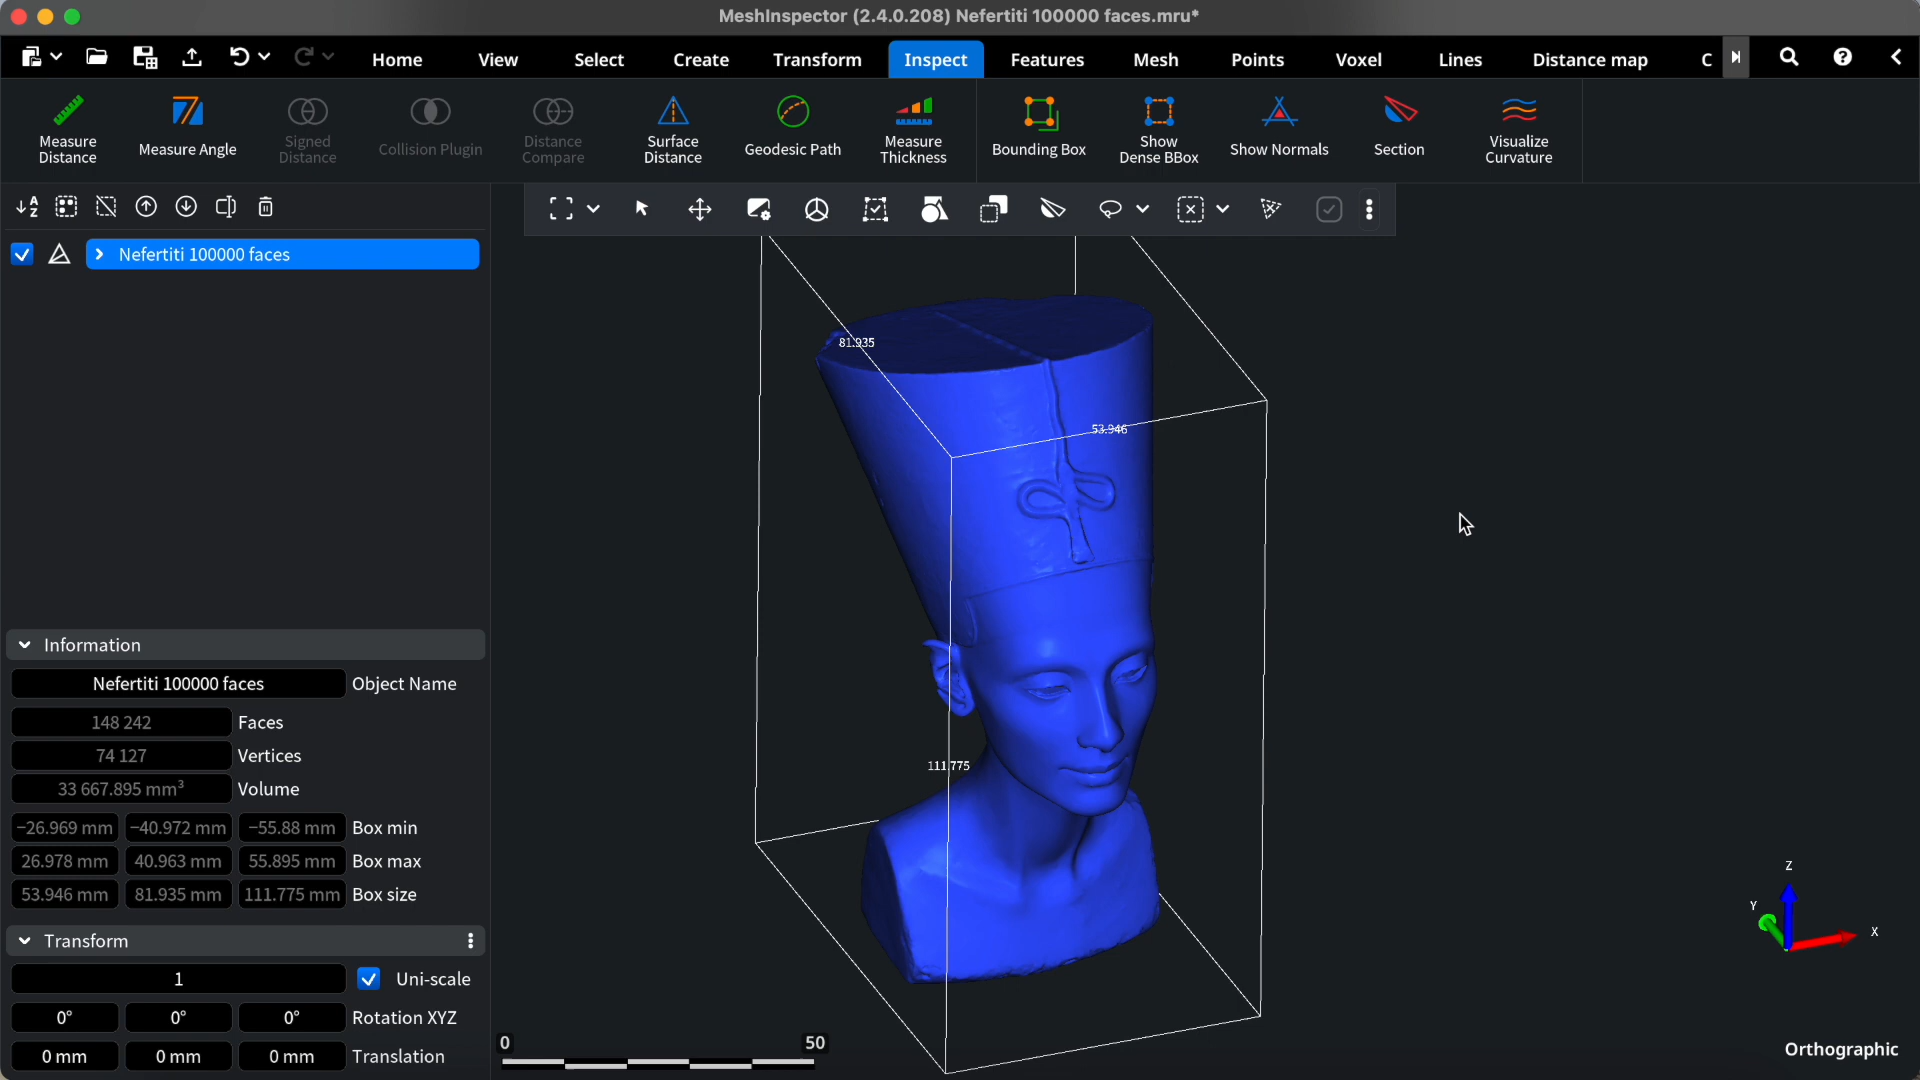 MeshInspector (2.4.0.208) Nefertiti 100000 faces.mru*
Home View Select Create Transform Inspect Features Mesh Points Voxel Lines Distance map C
Measure Distance
Measure Angle
Signed Distance
Collision Plugin
Distance Compare
Surface Distance
Geodesic Path
Measure Thickness
Bounding Box
Show Dense BBox
Show Normals
Section
Visualize Curvature
Nefertiti 100000 faces
81.935
53.946
111.775
Information
Nefertiti 100000 faces Object Name
148 242 Faces
74 127 Vertices
33 667.895 mm³ Volume
−26.969 mm −40.972 mm −55.88 mm Box min
26.978 mm 40.963 mm 55.895 mm Box max
53.946 mm 81.935 mm 111.775 mm Box size
Transform
1 Uni-scale
0° 0° 0° Rotation XYZ
0 mm 0 mm 0 mm Translation
0 50
Z
Y
X
Orthographic